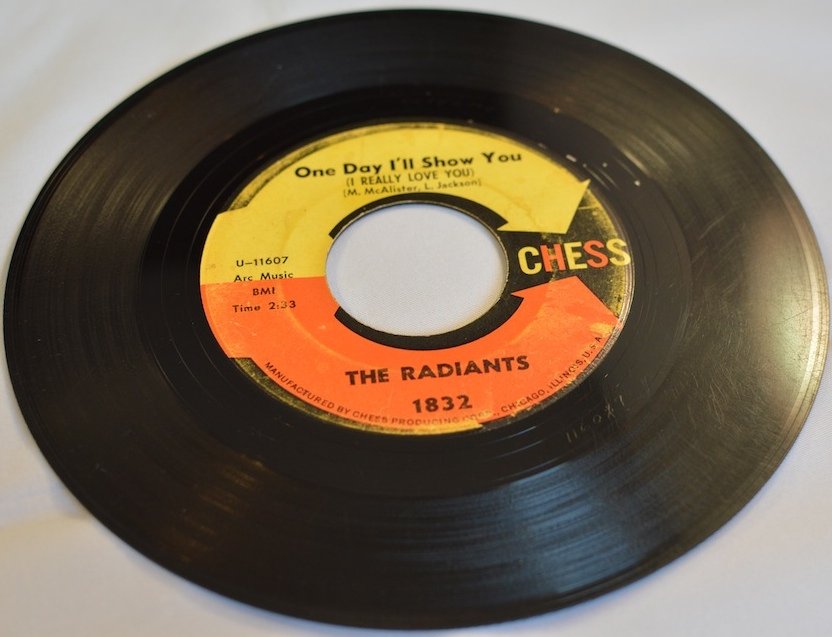 One Day I'll Show You
(I REALLY LOVE YOU)
(M. McAlister, L. Jackson)
CHESS
U-11607
Arc Music
BMI
Time 2:33
THE RADIANTS
1832
MANUFACTURED BY CHESS PRODUCING CORP., CHICAGO, ILLINOIS, U.S.A.